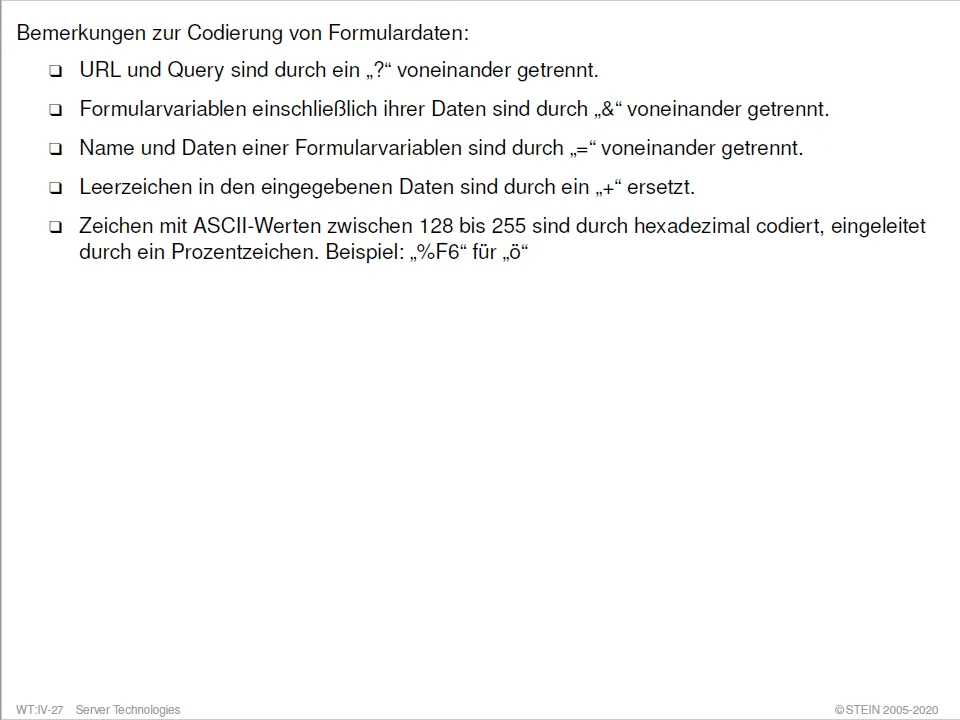 Bemerkungen zur Codierung von Formulardaten:
❑ URL und Query sind durch ein „?“ voneinander getrennt.
❑ Formularvariablen einschließlich ihrer Daten sind durch „&“ voneinander getrennt.
❑ Name und Daten einer Formularvariablen sind durch „=“ voneinander getrennt.
❑ Leerzeichen in den eingegebenen Daten sind durch ein „+“ ersetzt.
❑ Zeichen mit ASCII-Werten zwischen 128 bis 255 sind durch hexadezimal codiert, eingeleitet
durch ein Prozentzeichen. Beispiel: „%F6“ für „ö“
WT:IV-27 Server Technologies
© STEIN 2005-2020